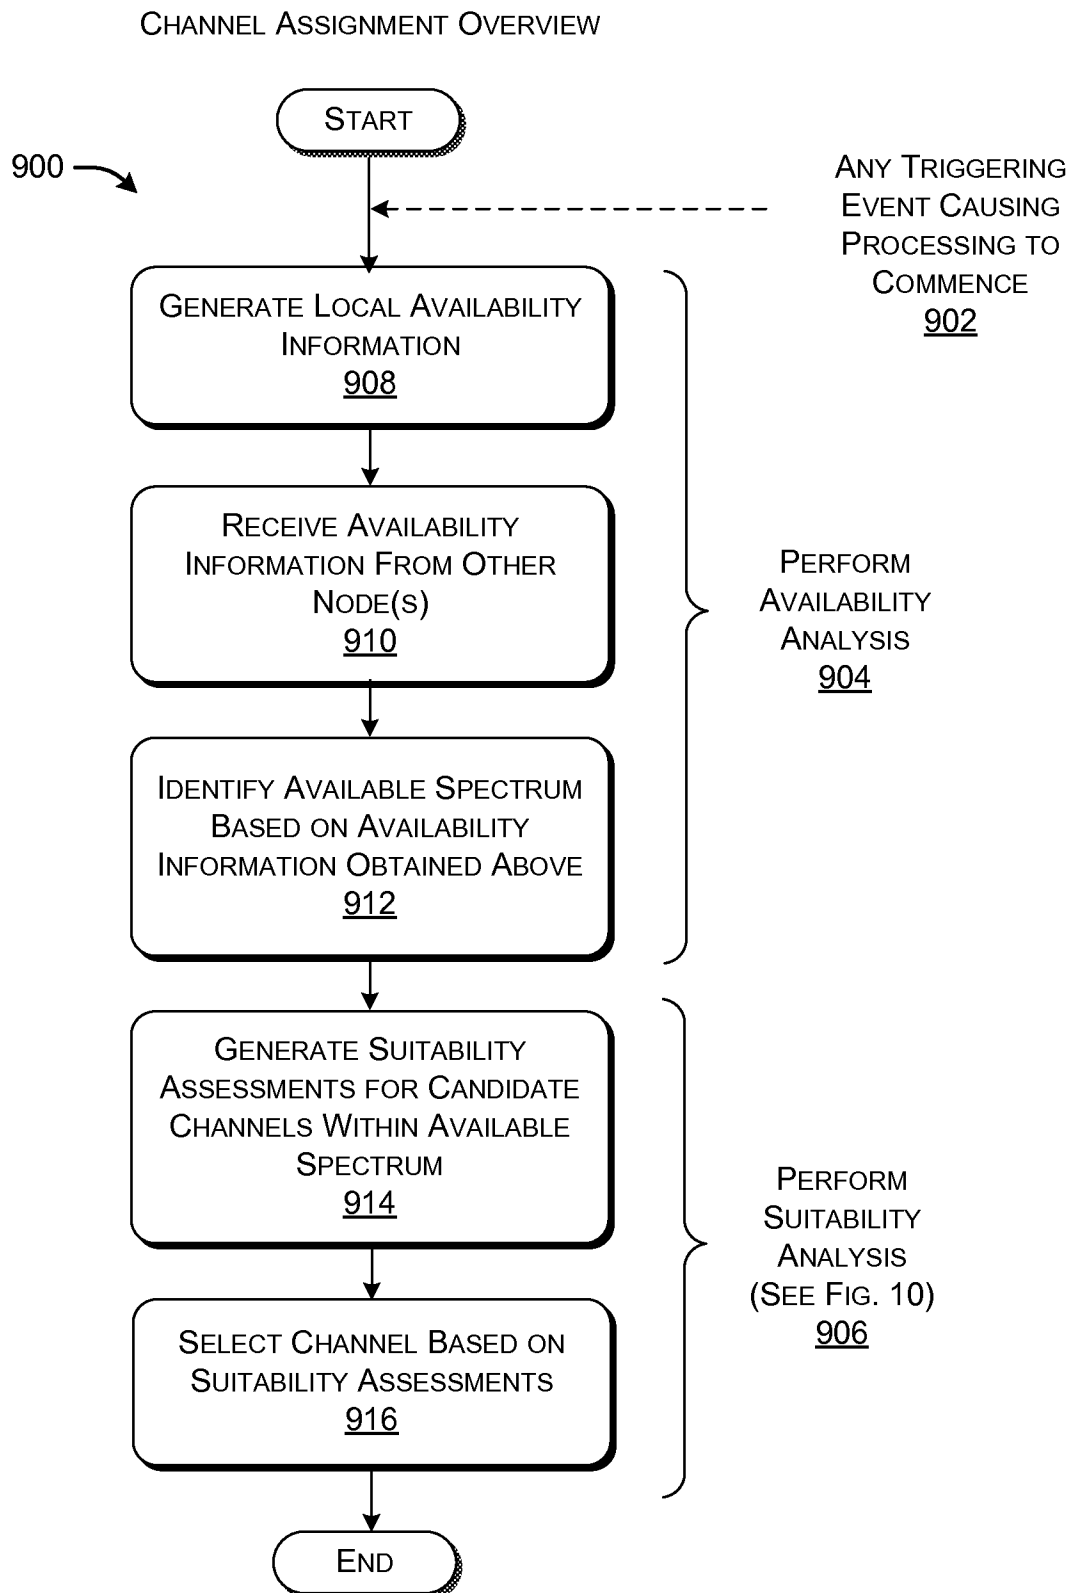 CHANNEL ASSIGNMENT OVERVIEW
START
900
ANY TRIGGERING
EVENT CAUSING
PROCESSING TO
COMMENCE
902
GENERATE LOCAL AVAILABILITY
INFORMATION
908
RECEIVE AVAILABILITY
INFORMATION FROM OTHER
NODE(S)
910
PERFORM
AVAILABILITY
ANALYSIS
904
IDENTIFY AVAILABLE SPECTRUM
BASED ON AVAILABILITY
INFORMATION OBTAINED ABOVE
912
GENERATE SUITABILITY
ASSESSMENTS FOR CANDIDATE
CHANNELS WITHIN AVAILABLE
SPECTRUM
914
PERFORM
SUITABILITY
ANALYSIS
(SEE FIG. 10)
906
SELECT CHANNEL BASED ON
SUITABILITY ASSESSMENTS
916
END